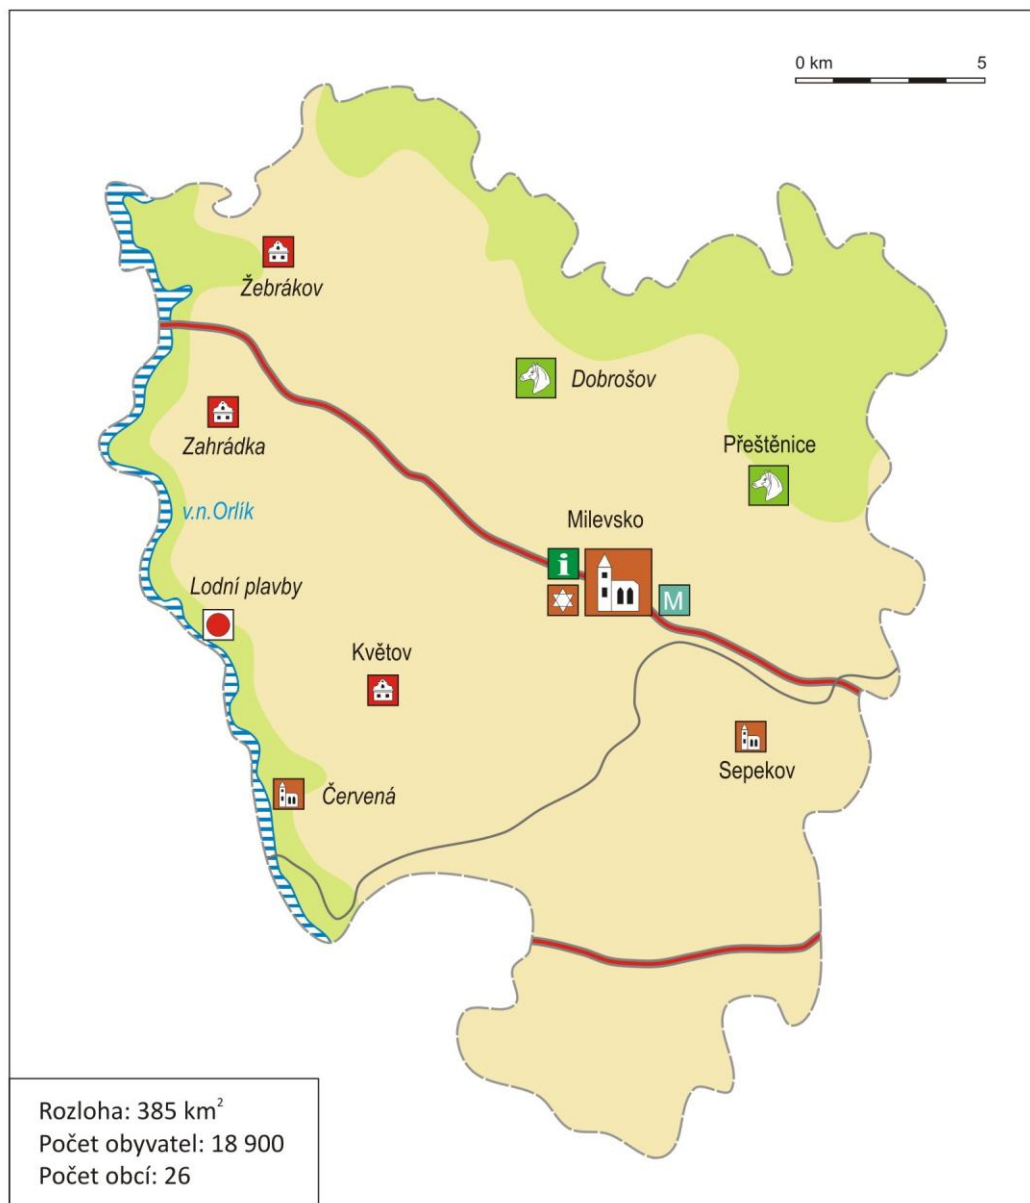 0 km 5
Žebrákov
Dobrošov
Zahrádka
Přeštěnice
v.n.Orlík
Milevsko
i
Lodní plavby
M
Květov
Sepekov
Červená
Rozloha: 385 km²
Počet obyvatel: 18 900
Počet obcí: 26